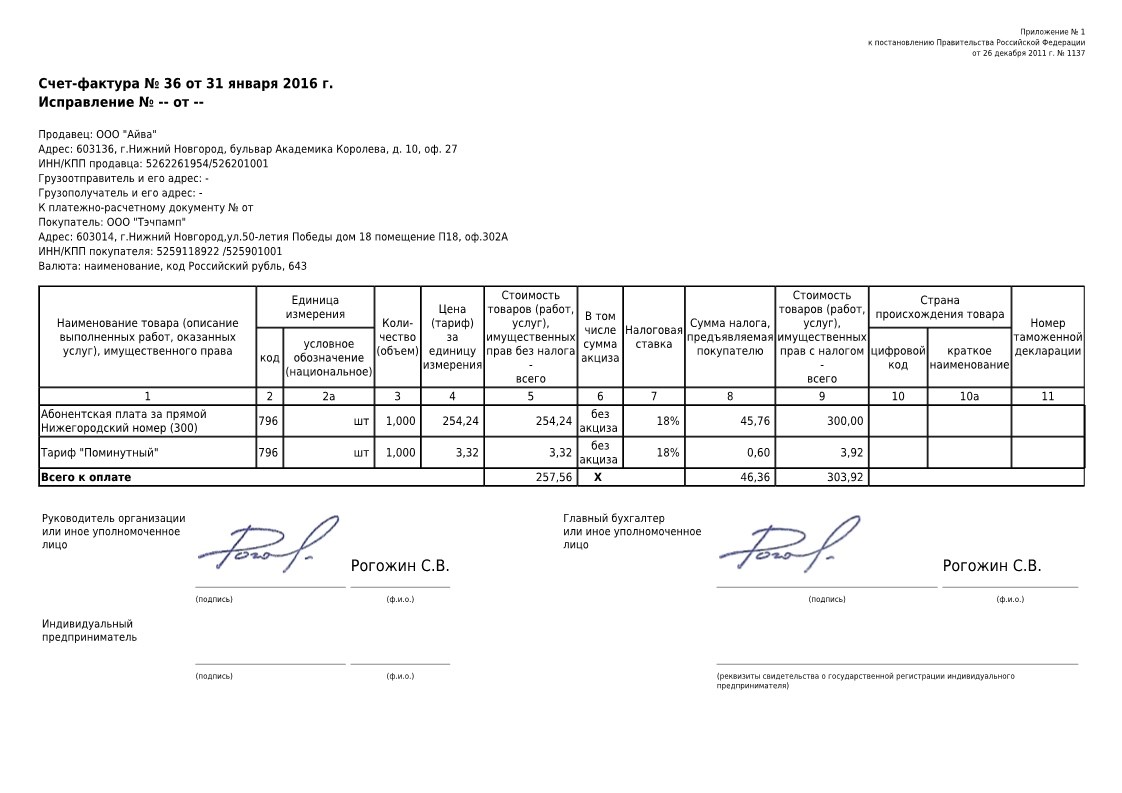 Приложение № 1
к постановлению Правительства Российской Федерации
от 26 декабря 2011 г. № 1137
Счет-фактура № 36 от 31 января 2016 г.
Исправление № -- от --
Продавец: ООО "Айва"
Адрес: 603136, г.Нижний Новгород, бульвар Академика Королева, д. 10, оф. 27
ИНН/КПП продавца: 5262261954/526201001
Грузоотправитель и его адрес: -
Грузополучатель и его адрес: -
К платежно-расчетному документу № от
Покупатель: ООО "Тэчпамп"
Адрес: 603014, г.Нижний Новгород,ул.50-летия Победы дом 18 помещение П18, оф.302А
ИНН/КПП покупателя: 5259118922 /525901001
Валюта: наименование, код Российский рубль, 643
Наименование товара (описание
выполненных работ, оказанных
услуг), имущественного права
Единица
измерения
код
условное
обозначение
(национальное)
Коли-
чество
(объем)
Цена
(тариф)
за
единицу
измерения
Стоимость
товаров (работ,
услуг),
имущественных
прав без налога
-
всего
В том
числе
сумма
акциза
Налоговая
ставка
Сумма налога,
предъявляемая
покупателю
Стоимость
товаров (работ,
услуг),
имущественных
прав с налогом
-
всего
Страна
происхождения товара
цифровой
код
краткое
наименование
Номер
таможенной
декларации
1 2 2а 3 4 5 6 7 8 9 10 10а 11
Абонентская плата за прямой
Нижегородский номер (300)
796 шт 1,000 254,24 254,24 без
акциза
18% 45,76 300,00
Тариф "Поминутный" 796 шт 1,000 3,32 3,32 без
акциза
18% 0,60 3,92
Всего к оплате 257,56 X 46,36 303,92
Руководитель организации
или иное уполномоченное
лицо
Рогожин С.В.
(подпись) (ф.и.о.)
Главный бухгалтер
или иное уполномоченное
лицо
Рогожин С.В.
(подпись) (ф.и.о.)
Индивидуальный
предприниматель
(подпись) (ф.и.о.)
(реквизиты свидетельства о государственной регистрации индивидуального
предпринимателя)